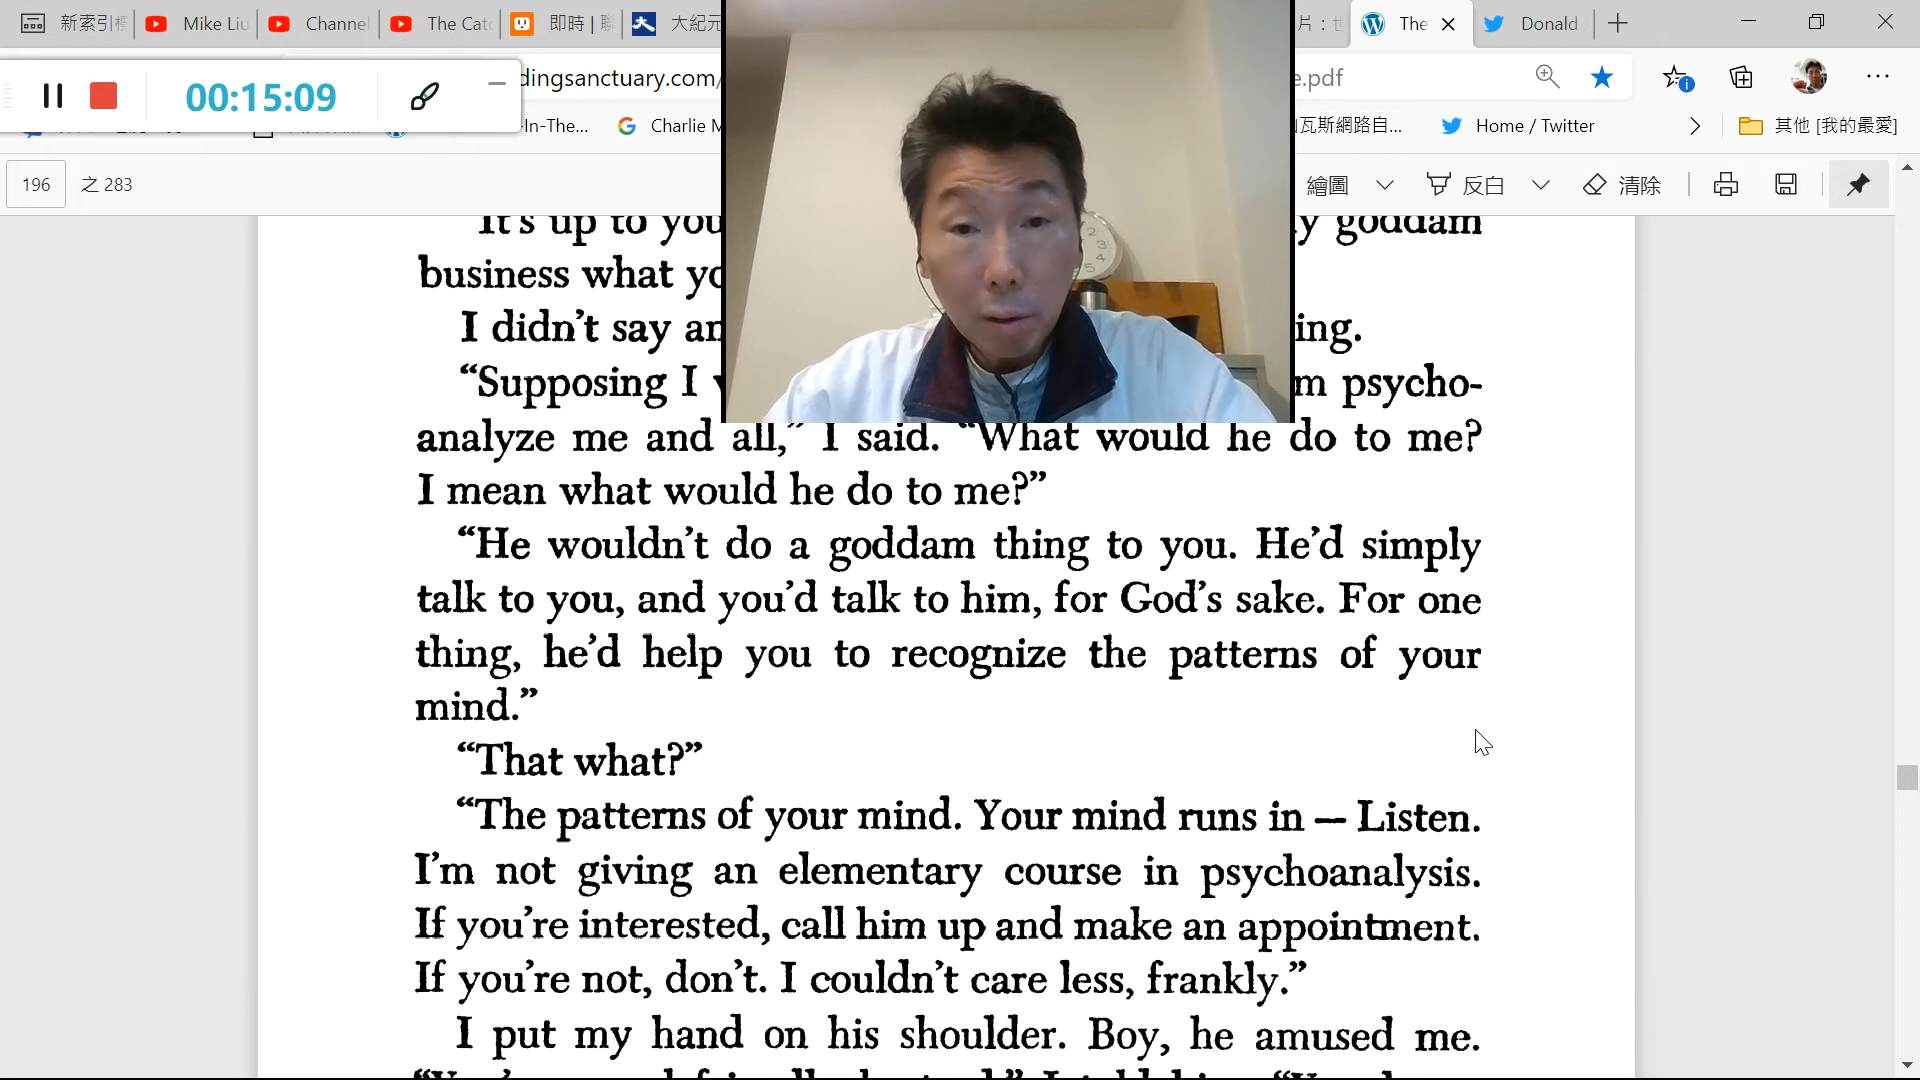 新索引標
Mike Liu
Channel
The Catc
即時 | 聯
大紀元
片：世
The
Donald
00:15:09
dingsanctuary.com/
e.pdf
-In-The...
Charlie M
瓦斯網路自...
Home / Twitter
其他 [我的最愛]
196 之 283
繪圖 反白 清除
"It's up to you y goddam
business what yo
I didn't say an ing.
"Supposing I m psycho-
analyze me and all," I said. "What would he do to me?
I mean what would he do to me?"
"He wouldn't do a goddam thing to you. He'd simply
talk to you, and you'd talk to him, for God's sake. For one
thing, he'd help you to recognize the patterns of your
mind."
"That what?"
"The patterns of your mind. Your mind runs in — Listen.
I'm not giving an elementary course in psychoanalysis.
If you're interested, call him up and make an appointment.
If you're not, don't. I couldn't care less, frankly."
I put my hand on his shoulder. Boy, he amused me.